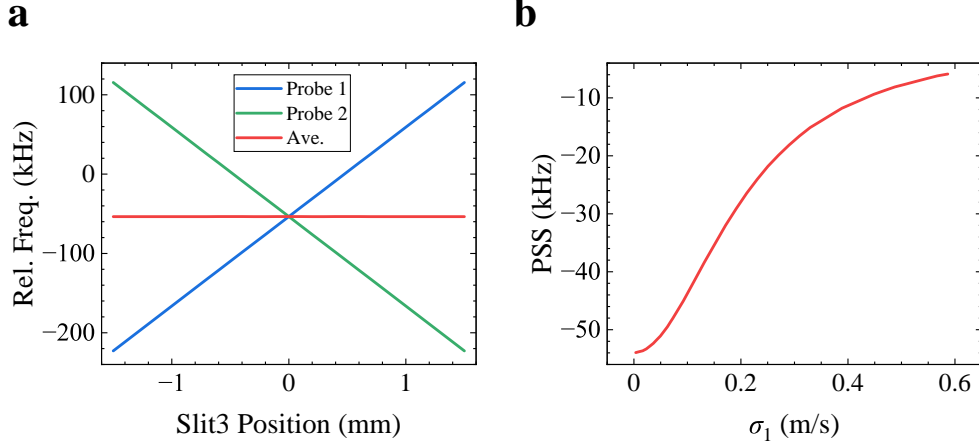 a
Rel. Freq. (kHz)
100
0
−100
−200
−1
0
1
Slit3 Position (mm)
Probe 1
Probe 2
Ave.
b
PSS (kHz)
−10
−20
−30
−40
−50
0
0.2
0.4
0.6
σ1 (m/s)